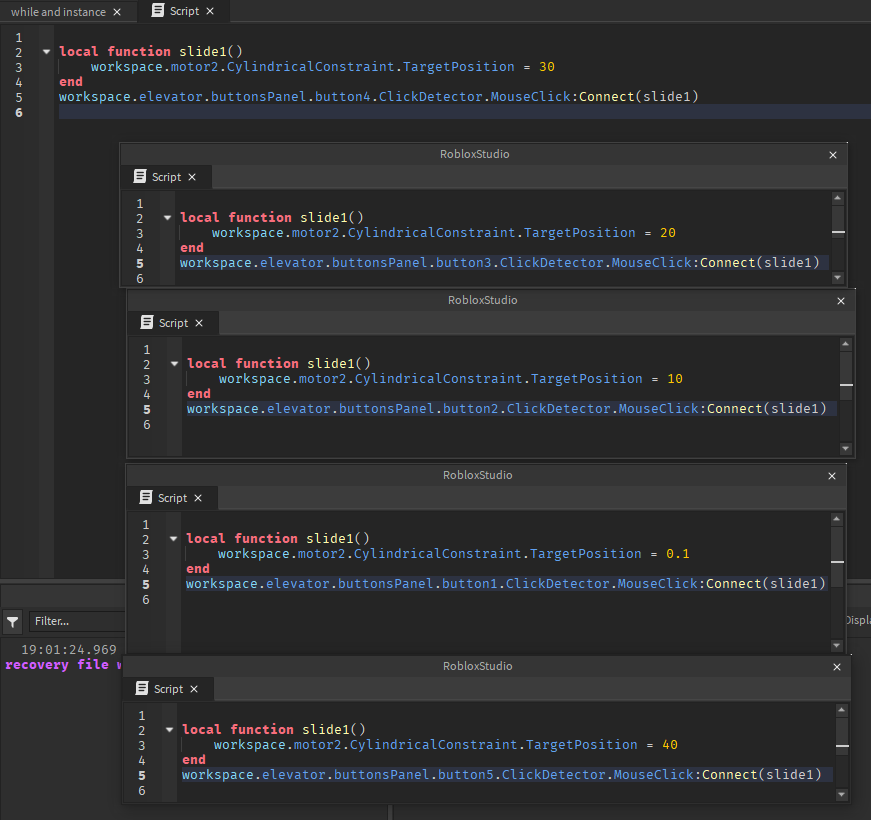 while and instance ×
Script ×
1
2 local function slide1()
3 workspace.motor2.CylindricalConstraint.TargetPosition = 30
4 end
5 workspace.elevator.buttonsPanel.button4.ClickDetector.MouseClick:Connect(slide1)
6
RobloxStudio ×
Script ×
1
2 local function slide1()
3 workspace.motor2.CylindricalConstraint.TargetPosition = 20
4 end
5 workspace.elevator.buttonsPanel.button3.ClickDetector.MouseClick:Connect(slide1)
6
RobloxStudio ×
Script ×
1
2 local function slide1()
3 workspace.motor2.CylindricalConstraint.TargetPosition = 10
4 end
5 workspace.elevator.buttonsPanel.button2.ClickDetector.MouseClick:Connect(slide1)
6
RobloxStudio ×
Script ×
1
2 local function slide1()
3 workspace.motor2.CylindricalConstraint.TargetPosition = 0.1
4 end
5 workspace.elevator.buttonsPanel.button1.ClickDetector.MouseClick:Connect(slide1)
6
Filter...
19:01:24.969
recovery file
RobloxStudio ×
Script ×
1
2 local function slide1()
3 workspace.motor2.CylindricalConstraint.TargetPosition = 40
4 end
5 workspace.elevator.buttonsPanel.button5.ClickDetector.MouseClick:Connect(slide1)
6